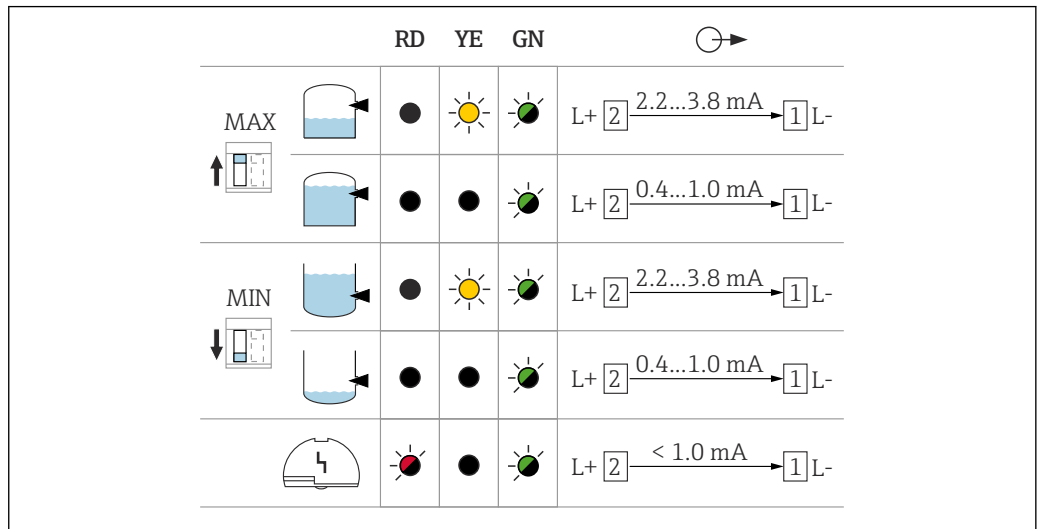 RD YE GN
MAX
L+ 2 2.2...3.8 mA 1 L-
L+ 2 0.4...1.0 mA 1 L-
MIN
L+ 2 2.2...3.8 mA 1 L-
L+ 2 0.4...1.0 mA 1 L-
L+ 2 < 1.0 mA 1 L-